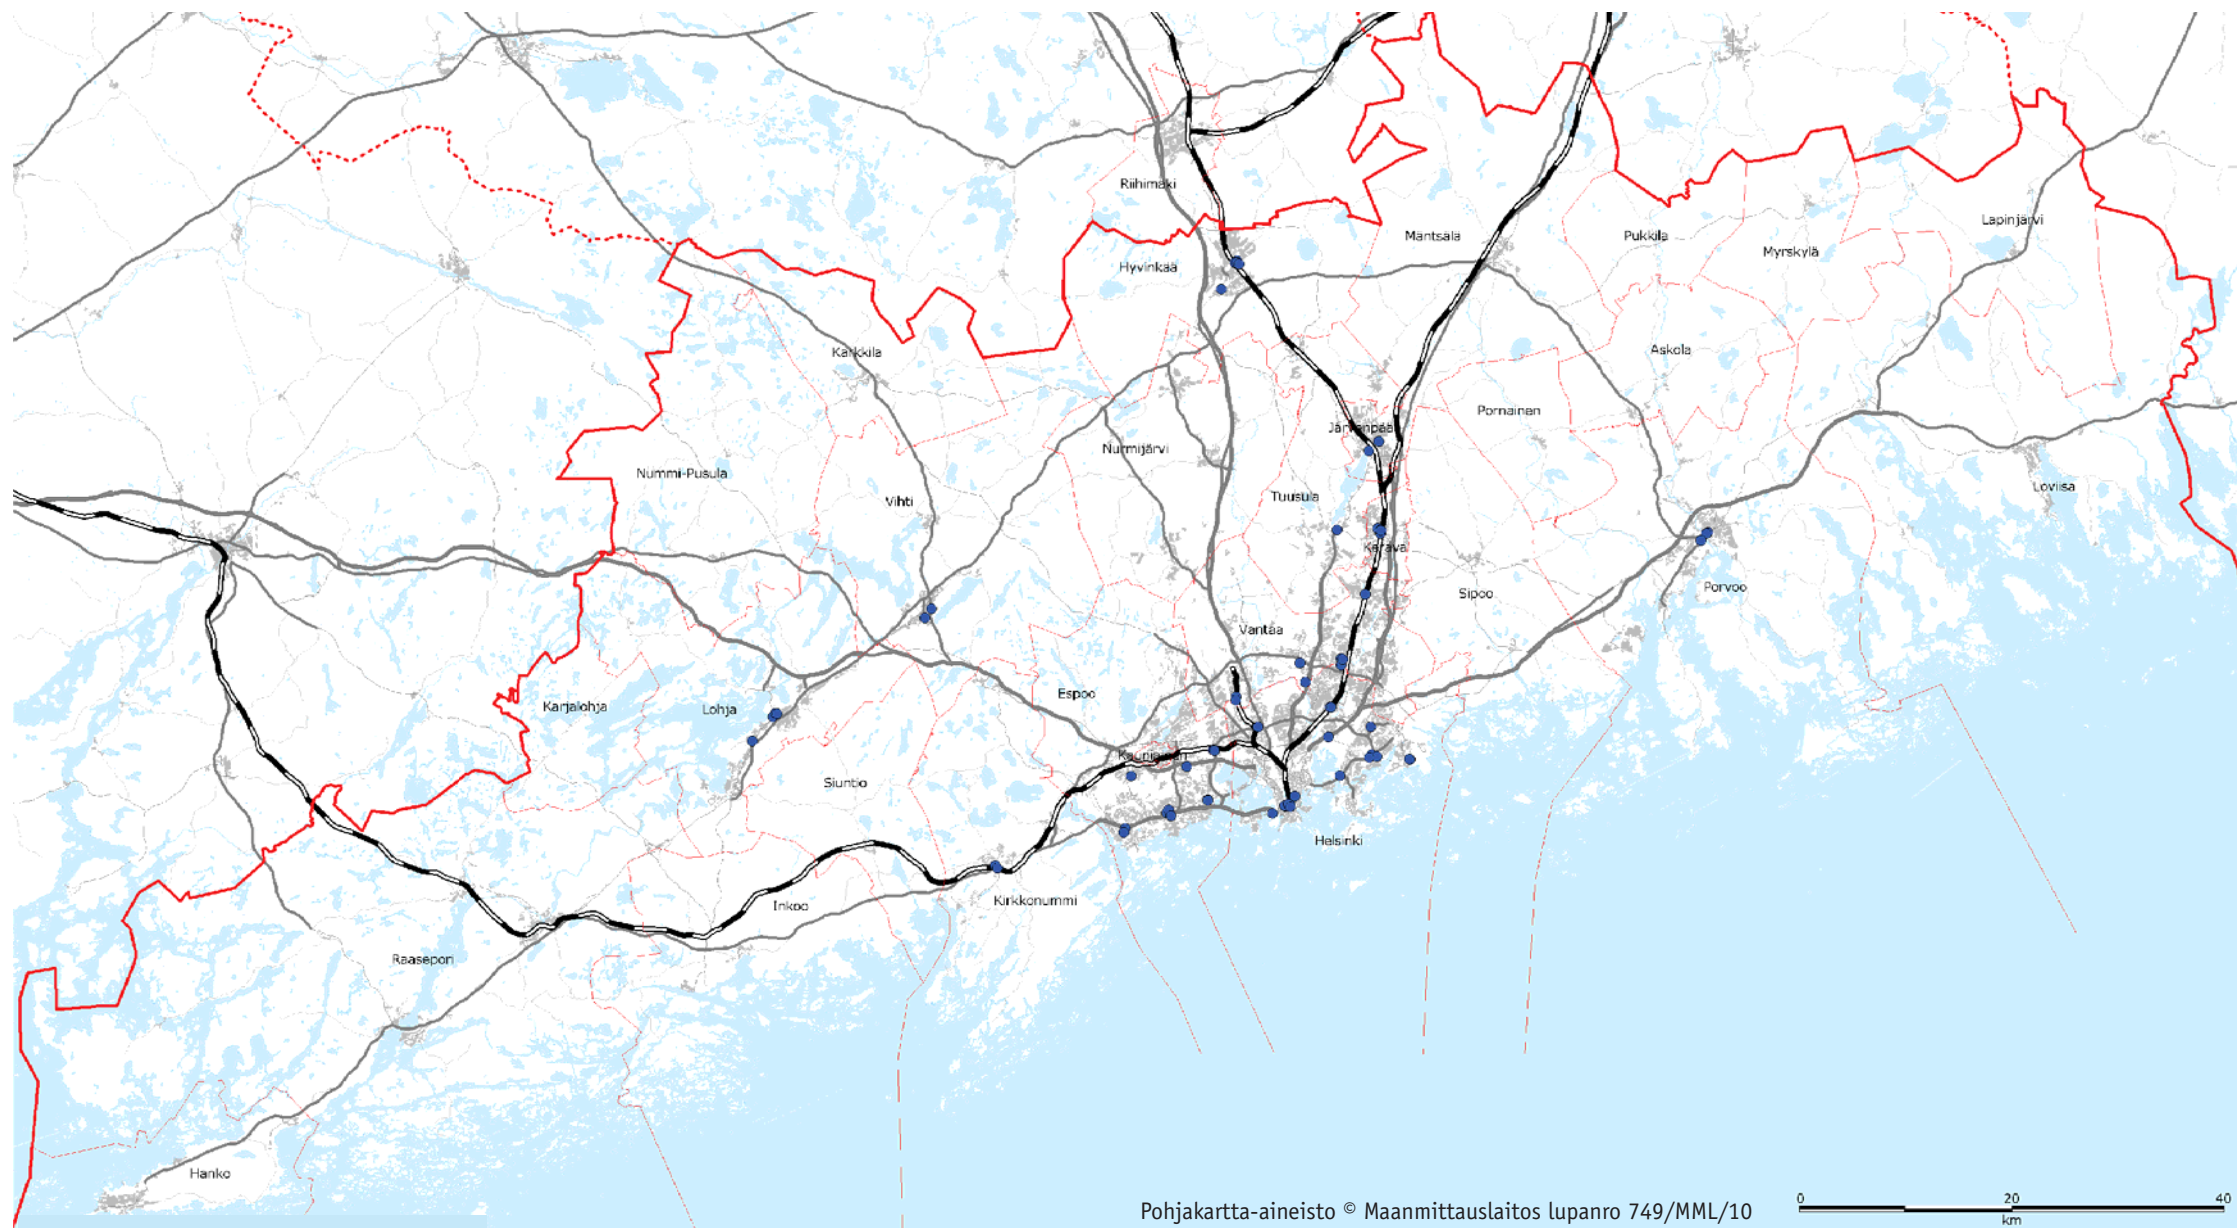 Riihimäki
Lapinjärvi
Mäntsälä
Pukkila
Myrskylä
Hyvinkää
Askola
Karkkila
Pornainen
Järvenpää
Nurmijärvi
Nummi-Pusula
Loviisa
Tuusula
Vihti
Kerava
Porvoo
Sipoo
Vantaa
Espoo
Karjalohja
Lohja
Kauniainen
Siuntio
Helsinki
Kirkkonummi
Inkoo
Raasepori
Hanko
0 20 40
km
Pohjakartta-aineisto © Maanmittauslaitos lupanro 749/MML/10